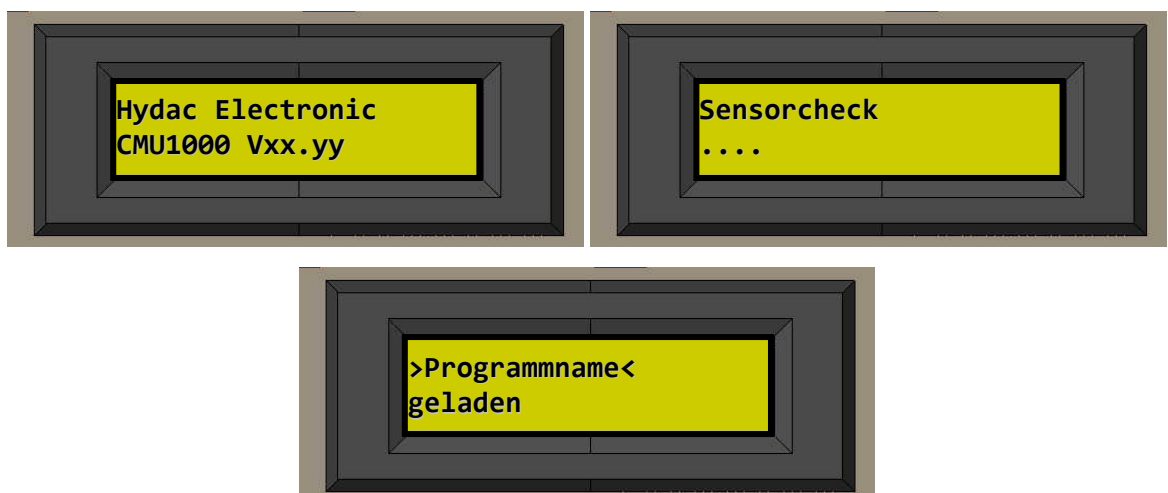 Hydac Electronic
CMU1000 Vxx.yy
Sensorcheck
....
>Programmname<
geladen